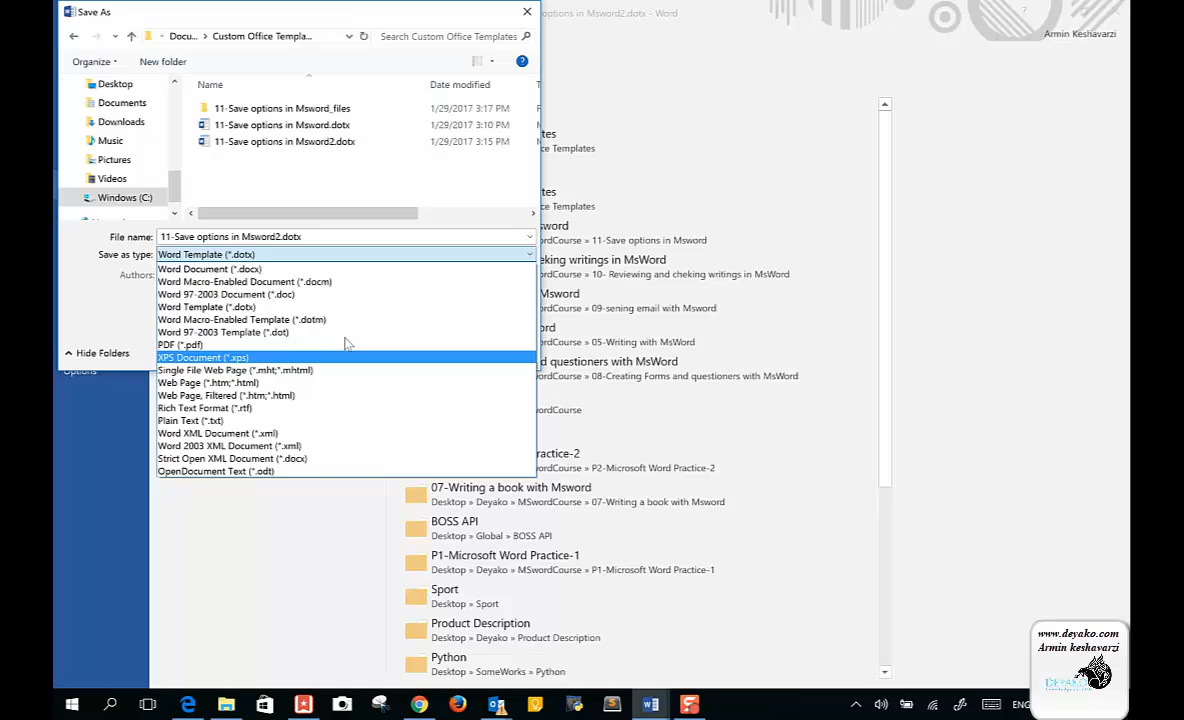 Save As
options in Msword2.dotx - Word
Armin Keshavarzi
Docu...
Custom Office Templa...
Search Custom Office Templates
Organize
New folder
Name
Date modified
Desktop
Documents
Downloads
Music
Pictures
Videos
Windows (C:)
11-Save options in Msword_files
1/29/2017 3:17 PM
11-Save options in Msword.dotx
1/29/2017 3:10 PM
11-Save options in Msword2.dotx
1/29/2017 3:15 PM
File name:
11-Save options in Msword2.dotx
Save as type:
Word Template (*.dotx)
Authors:
Hide Folders
Options
Word Document (*.docx)
Word Macro-Enabled Document (*.docm)
Word 97-2003 Document (*.doc)
Word Template (*.dotx)
Word Macro-Enabled Template (*.dotm)
Word 97-2003 Template (*.dot)
PDF (*.pdf)
XPS Document (*.xps)
Single File Web Page (*.mht;*.mhtml)
Web Page (*.htm;*.html)
Web Page, Filtered (*.htm;*.html)
Rich Text Format (*.rtf)
Plain Text (*.txt)
Word XML Document (*.xml)
Word 2003 XML Document (*.xml)
Strict Open XML Document (*.docx)
OpenDocument Text (*.odt)
tes
ice Templates
tes
ice Templates
sword
ordCourse » 11-Save options in Msword
eking writings in MsWord
ordCourse » 10- Reviewing and cheking writings in MsWord
Msword
ordCourse » 09-sening email with Msword
ord
ordCourse » 05-Writing with Msword
nd questioners with MsWord
ordCourse » 08-Creating Forms and questioners with MsWord
ordCourse
ractice-2
ordCourse » P2-Microsoft Word Practice-2
07-Writing a book with Msword
Desktop » Deyako » MSwordCourse » 07-Writing a book with Msword
BOSS API
Desktop » Global » BOSS API
P1-Microsoft Word Practice-1
Desktop » Deyako » MSwordCourse » P1-Microsoft Word Practice-1
Sport
Desktop » Sport
Product Description
Desktop » Deyako » Product Description
Python
Desktop » SomeWorks » Python
www.deyako.com
Armin keshavarzi
DEYAKO
ENG